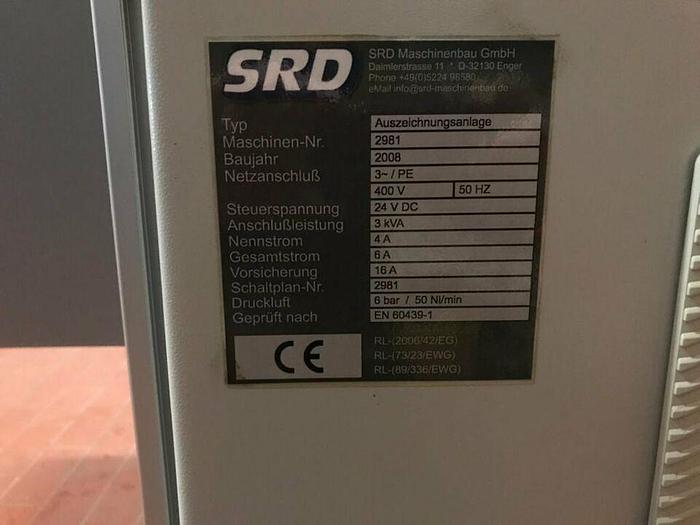 SRD
SRD Maschinenbau GmbH
Daimlerstrasse 11 * D-32130 Enger
Phone +49(0)5224 98580
eMail info@srd-maschinenbau.de
Typ Auszeichnungsanlage
Maschinen-Nr. 2981
Baujahr 2008
Netzanschluß 3~ / PE
400 V 50 HZ
Steuerspannung 24 V DC
Anschlußleistung 3 kVA
Nennstrom 4 A
Gesamtstrom 6 A
Vorsicherung 16 A
Schaltplan-Nr. 2981
Druckluft 6 bar / 50 Nl/min
Geprüft nach EN 60439-1
CE
RL-(2006/42/EG)
RL-(73/23/EWG)
RL-(89/336/EWG)